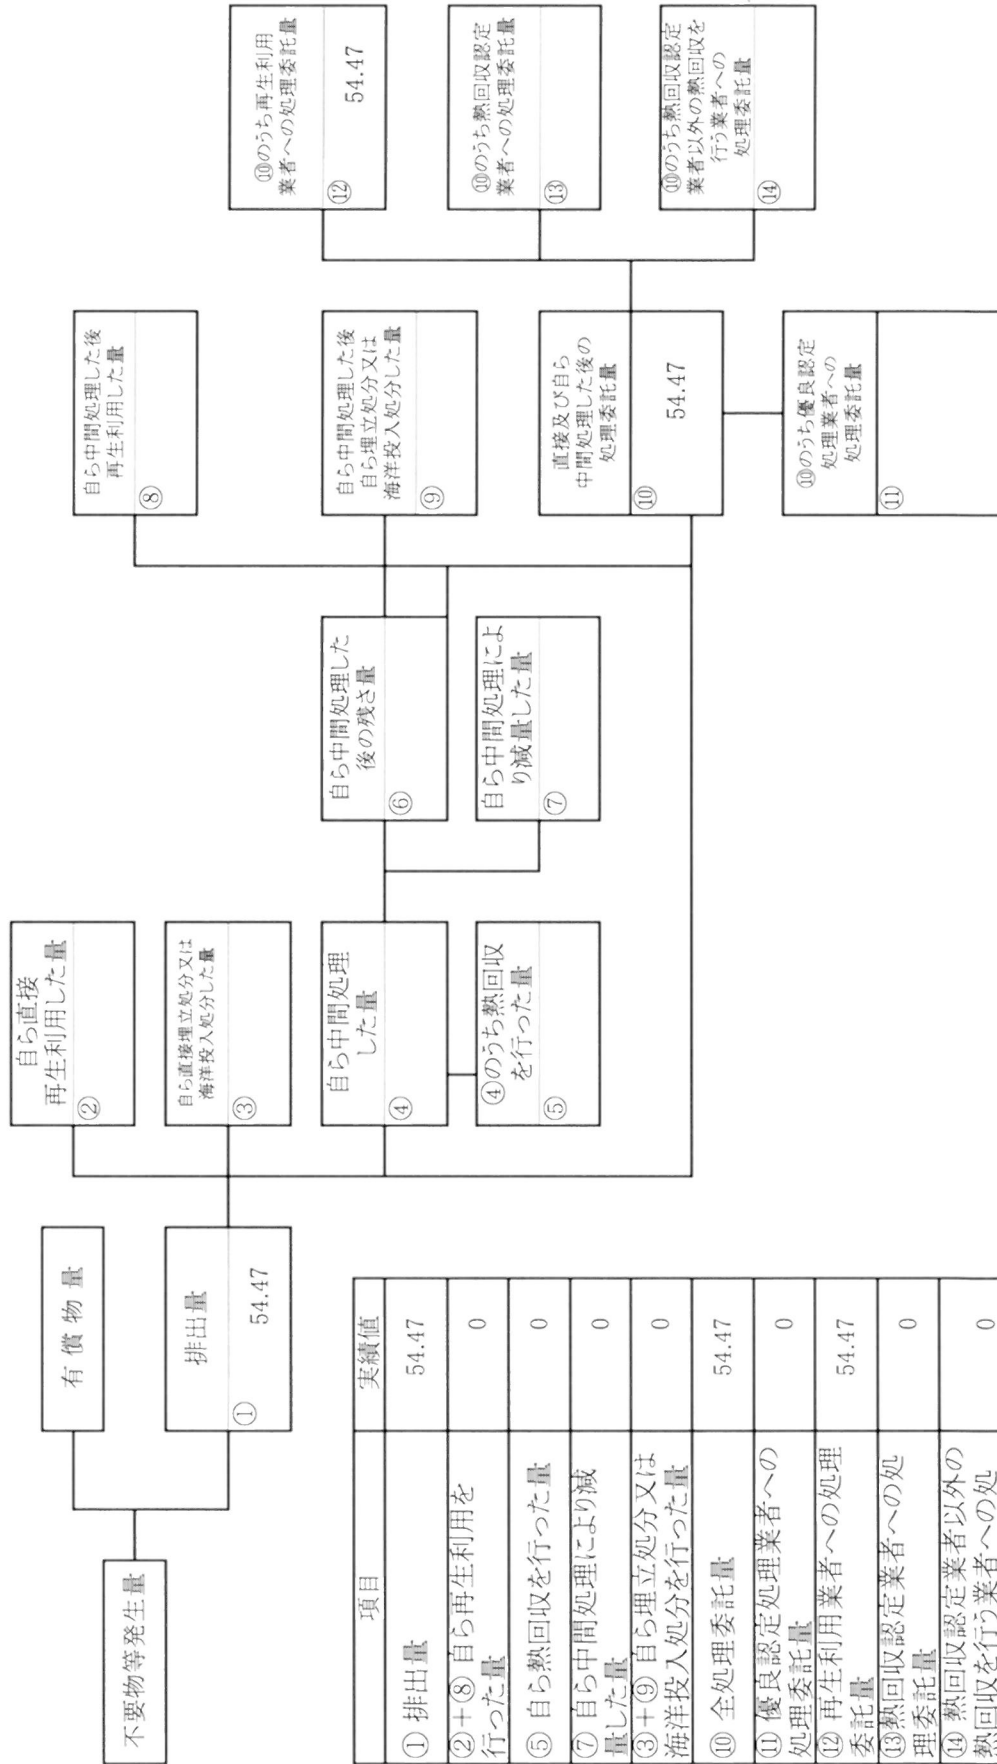 不要物等発生量
有償物量
排出量
①
54.47
自ら直接
再生利用した量
②
自ら直接埋立処分又は
海洋投入処分した量
③
自ら中間処理
した量
④
④のうち熱回収
を行った量
⑤
自ら中間処理した
後の残さ量
⑥
自ら中間処理によ
り減量した量
⑦
自ら中間処理した後
再生利用した量
⑧
自ら中間処理した後
自ら埋立処分又は
海洋投入処分した量
⑨
直接及び自ら
中間処理した後の
処理委託量
⑩
54.47
⑩のうち優良認定
処理業者への
処理委託量
⑪
⑩のうち再生利用
業者への処理委託量
⑫
54.47
⑩のうち熱回収認定
業者への処理委託量
⑬
⑩のうち熱回収認定
業者以外の熱回収を
行う業者への
処理委託量
⑭
項目 実績値
①排出量 54.47
②+⑧ 自ら再生利用を
行った量 0
⑤ 自ら熱回収を行った量 0
⑦ 自ら中間処理により減
量した量 0
③+⑨ 自ら埋立処分又は
海洋投入処分を行った量 0
⑩ 全処理委託量 54.47
⑪ 優良認定処理業者への
処理委託量 0
⑫ 再生利用業者への処理
委託量 54.47
⑬熱回収認定業者への処
理委託量 0
⑭ 熱回収認定業者以外の
熱回収を行う業者への処 0